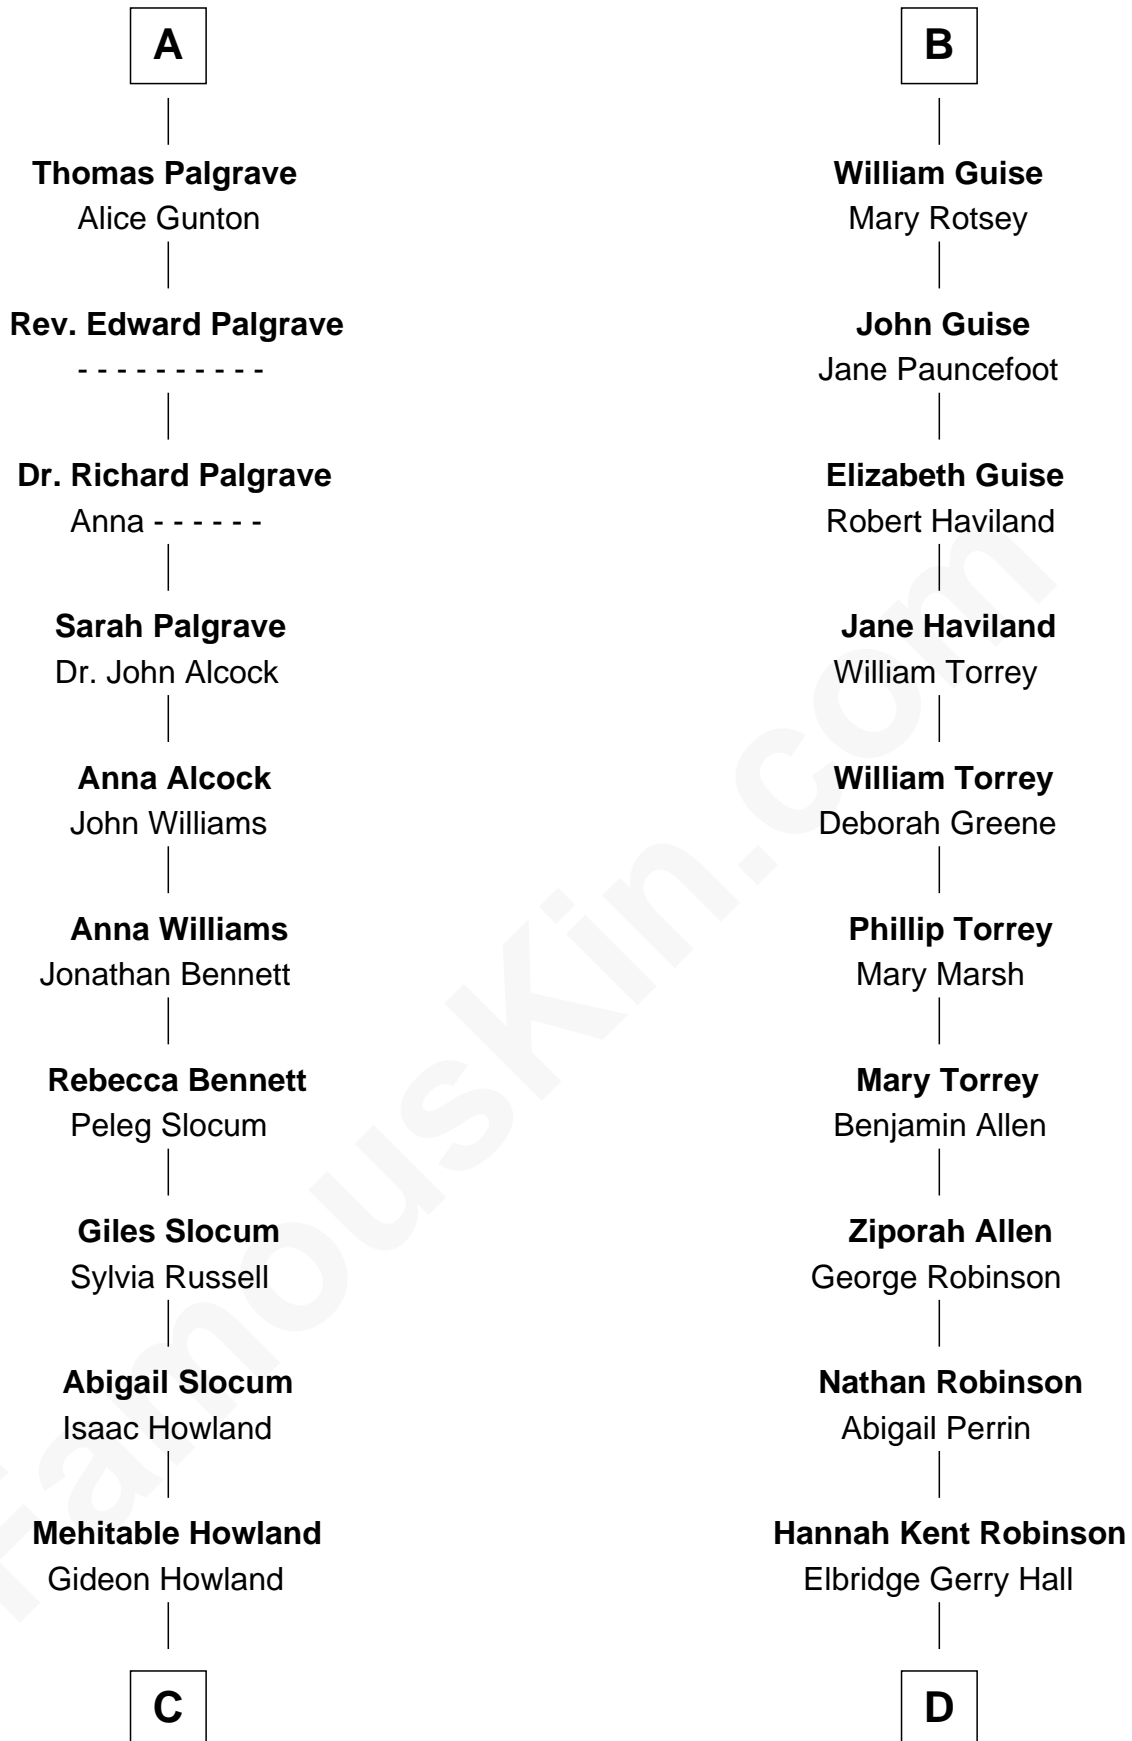 A
Thomas Palgrave
Alice Gunton
Rev. Edward Palgrave
- - - - - - - - - -
Dr. Richard Palgrave
Anna - - - - - -
Sarah Palgrave
Dr. John Alcock
Anna Alcock
John Williams
Anna Williams
Jonathan Bennett
Rebecca Bennett
Peleg Slocum
Giles Slocum
Sylvia Russell
Abigail Slocum
Isaac Howland
Mehitable Howland
Gideon Howland
C
B
William Guise
Mary Rotsey
John Guise
Jane Pauncefoot
Elizabeth Guise
Robert Haviland
Jane Haviland
William Torrey
William Torrey
Deborah Greene
Phillip Torrey
Mary Marsh
Mary Torrey
Benjamin Allen
Ziporah Allen
George Robinson
Nathan Robinson
Abigail Perrin
Hannah Kent Robinson
Elbridge Gerry Hall
D
FamousKin.com